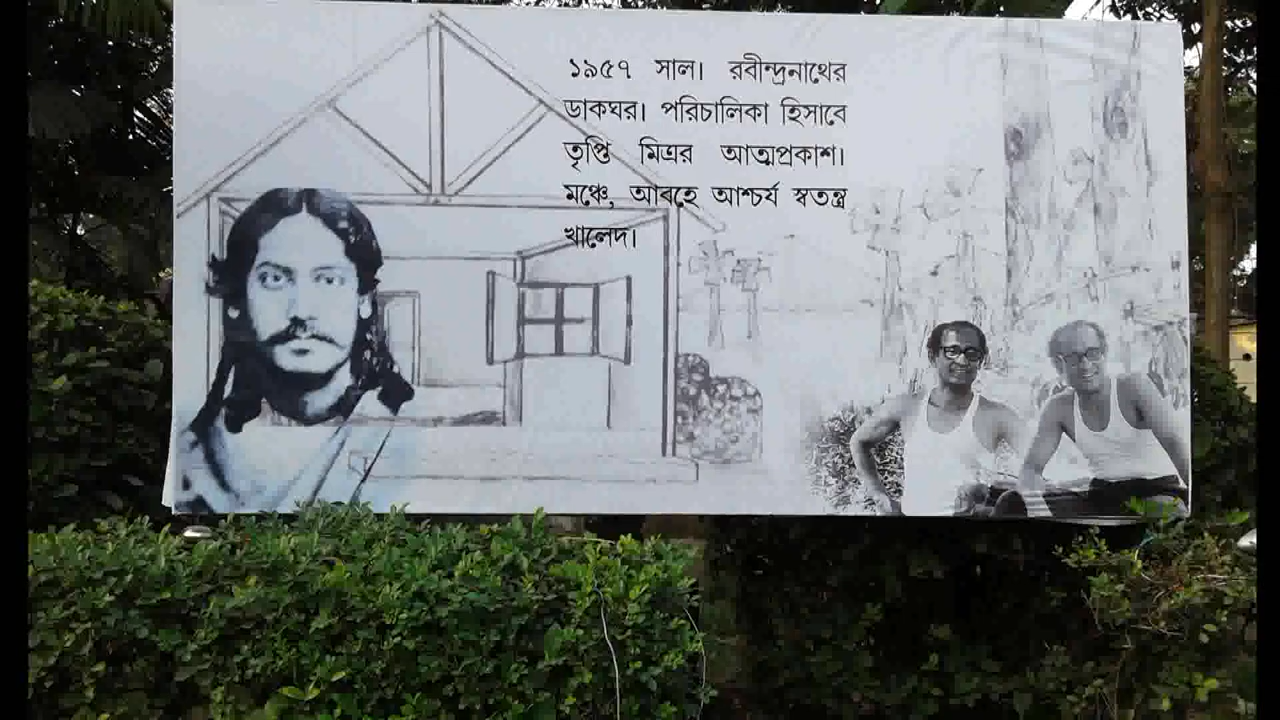 ১৯৫৭ সাল। রবীন্দ্রনাথের
ডাকঘর। পরিচালিকা হিসাবে
তৃপ্তি মিত্রর আত্মপ্রকাশ।
মঞ্চে, আবহে আশ্চর্য স্বতন্ত্র
খালেদ।